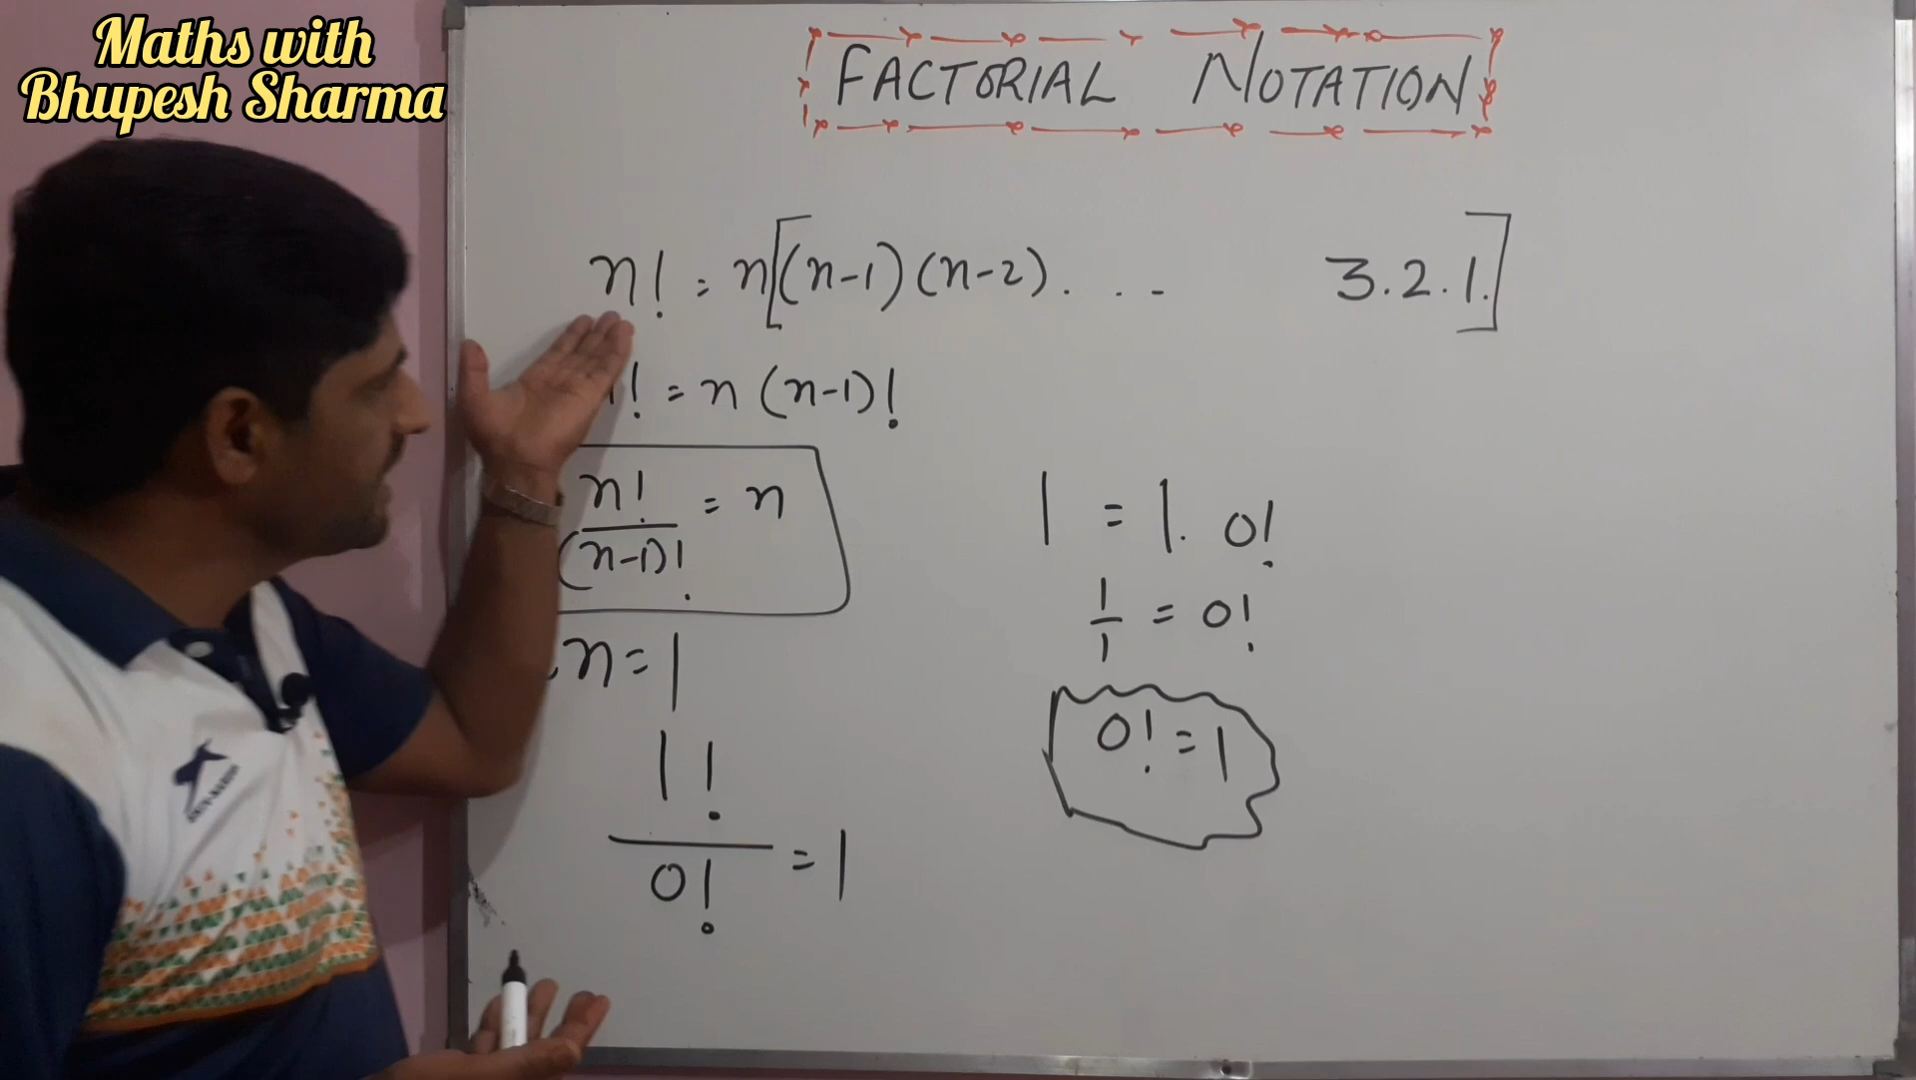 Maths with
Bhupesh Sharma
FACTORIAL NOTATION
n! = n[(n-1)(n-2). . . - 3.2.1.]
! = n (n-1)!
n!/(n-1)! = n
n=1
1!/0! = 1
1 = 1. 0!
1/1 = 0!
0! = 1